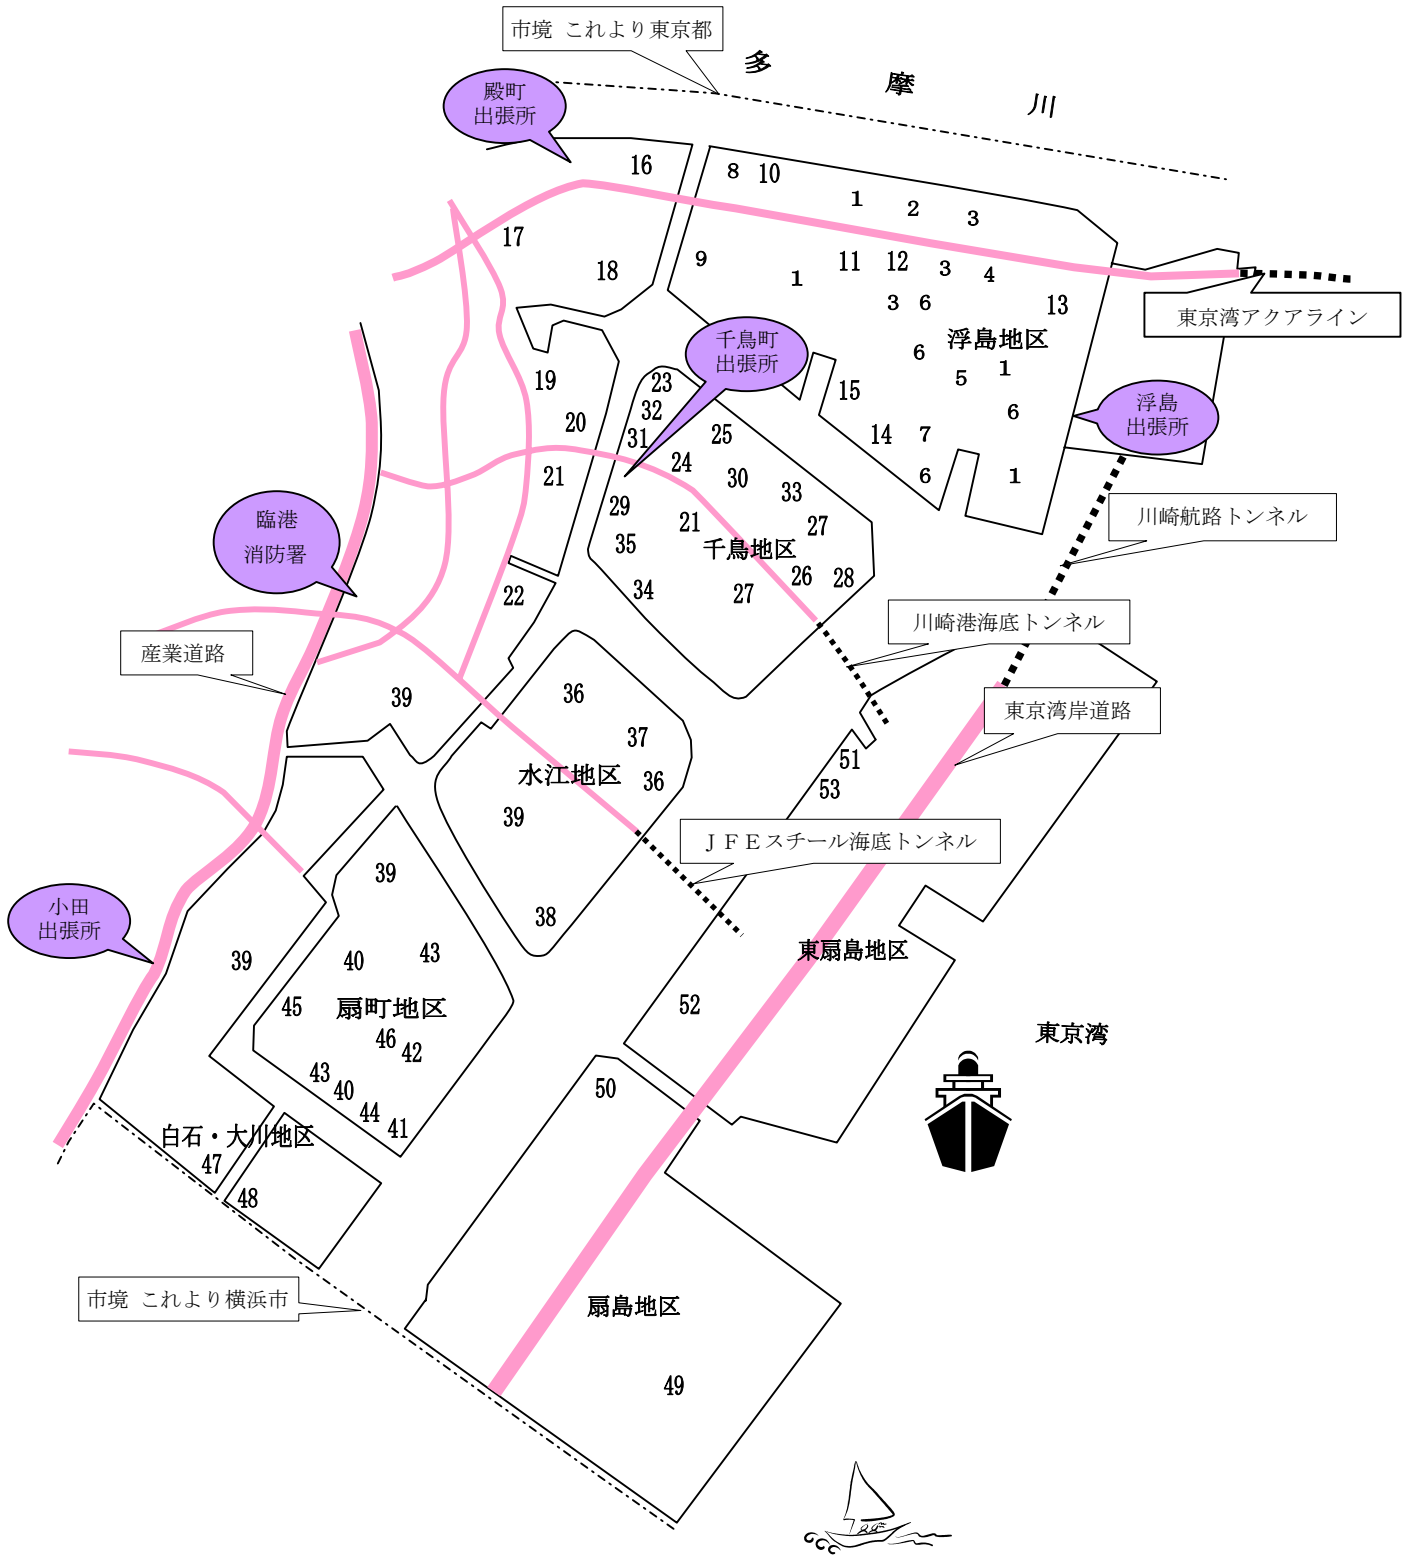 市境 これより東京都
多摩川
殿町
出張所
16
8
10
1
2
3
17
18
9
1
11
12
3
4
3
6
13
東京湾アクアライン
浮島地区
千鳥町
出張所
6
5
1
15
6
浮島
出張所
14
7
6
1
19
20
21
23
32
31
25
24
30
33
29
21
27
35
千鳥地区
34
27
26
28
川崎航路トンネル
臨港
消防署
22
川崎港海底トンネル
産業道路
39
36
37
水江地区
36
39
38
東京湾岸道路
51
53
JFEスチール海底トンネル
小田
出張所
39
39
40
43
45
扇町地区
46
42
43
40
44
41
東扇島地区
52
東京湾
50
白石・大川地区
47
48
市境 これより横浜市
扇島地区
49